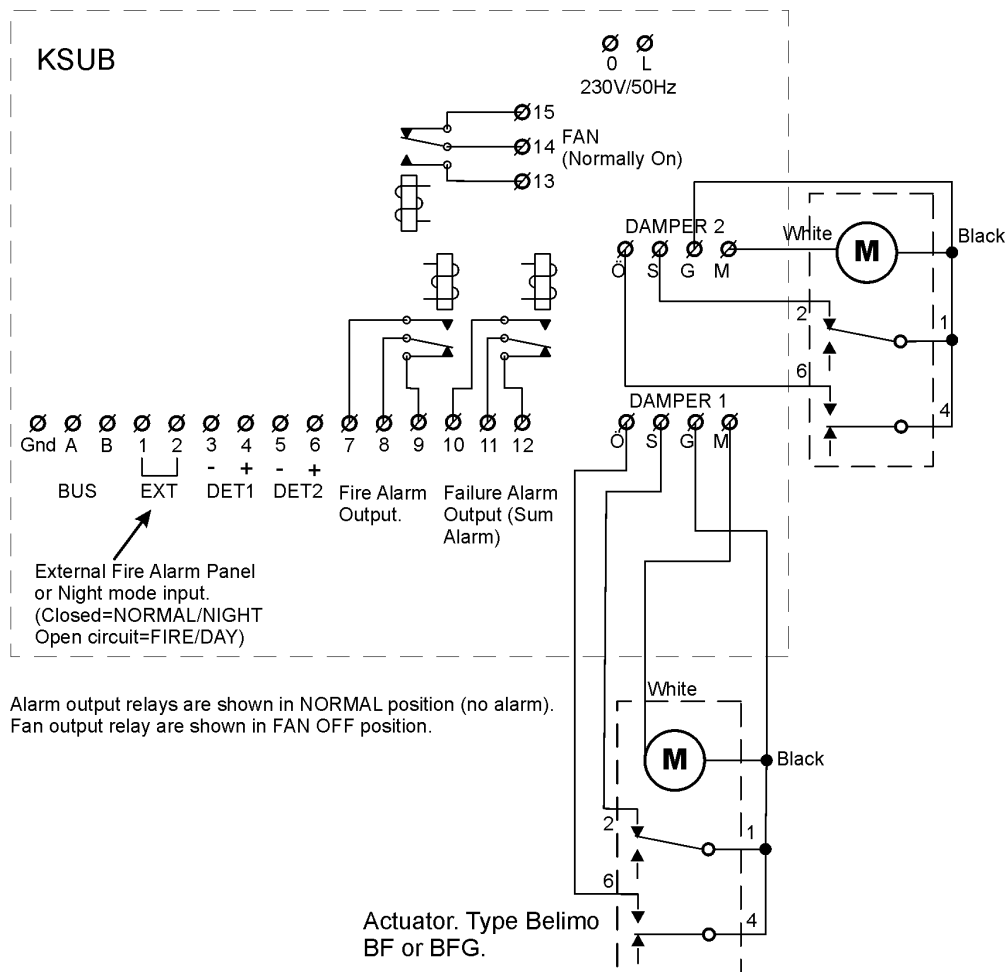 KSUB
0 L
230V/50Hz
15
14
13
FAN
(Normally On)
DAMPER 2
Ö S G M
White
M
Black
2
1
6
4
DAMPER 1
Ö S G M
Gnd A B 1 2 3 4 5 6 7 8 9 10 11 12
- + - +
BUS EXT DET1 DET2
Fire Alarm
Output.
Failure Alarm
Output (Sum
Alarm)
External Fire Alarm Panel
or Night mode input.
(Closed=NORMAL/NIGHT
Open circuit=FIRE/DAY)
Alarm output relays are shown in NORMAL position (no alarm).
Fan output relay are shown in FAN OFF position.
White
M
Black
2
1
6
4
Actuator. Type Belimo
BF or BFG.